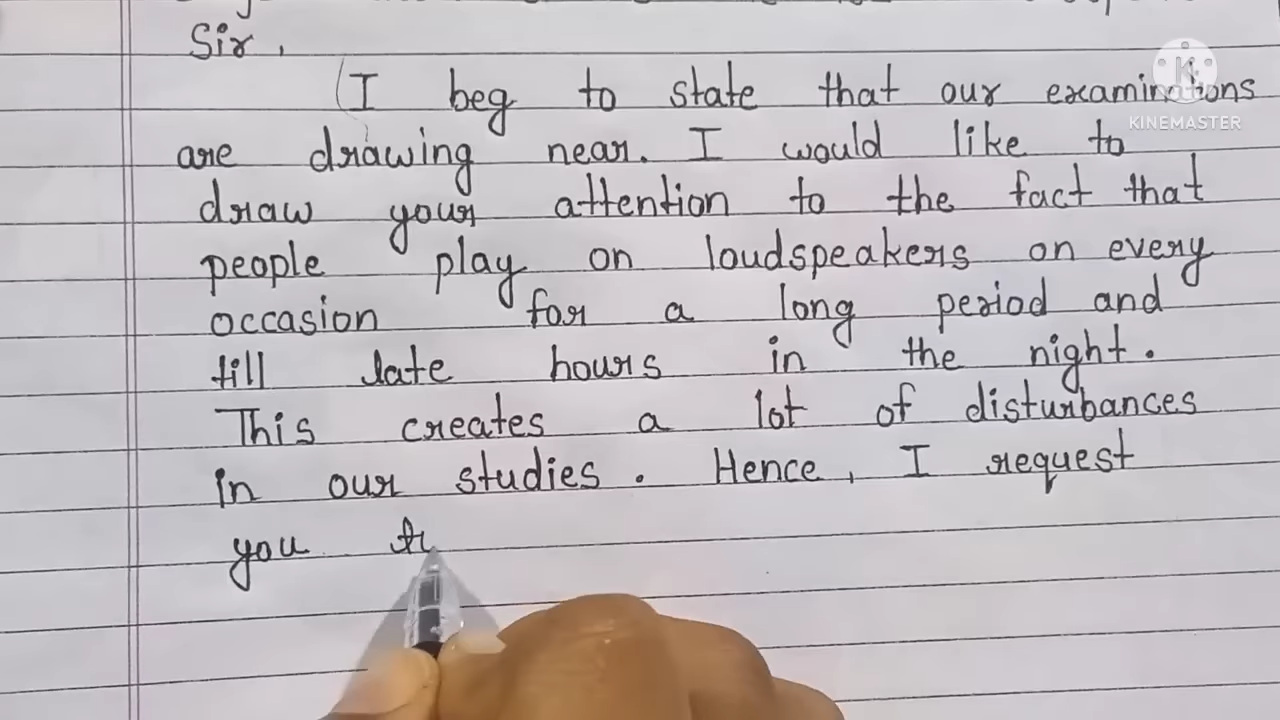 Sir,
I beg to state that our examinations
KINEMASTER
are drawing near. I would like to
draw your attention to the fact that
people play on loudspeakers on every
occasion for a long period and
till late hours in the night.
This creates a lot of disturbances
in our studies. Hence, I request
you